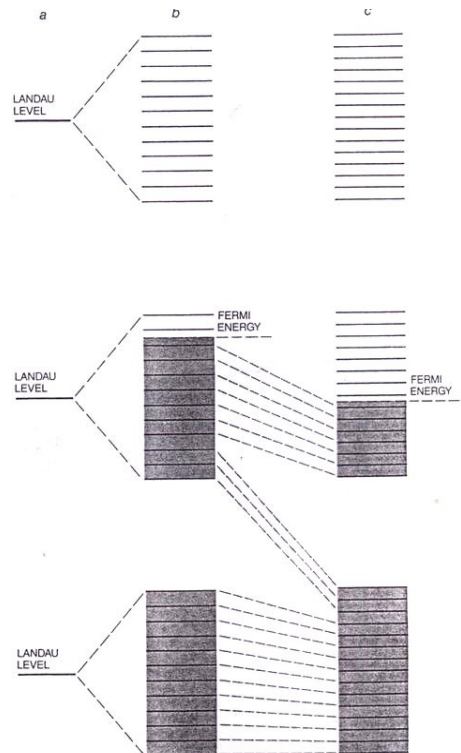 a
b
c
LANDAU
LEVEL
FERMI
ENERGY
LANDAU
LEVEL
FERMI
ENERGY
LANDAU
LEVEL